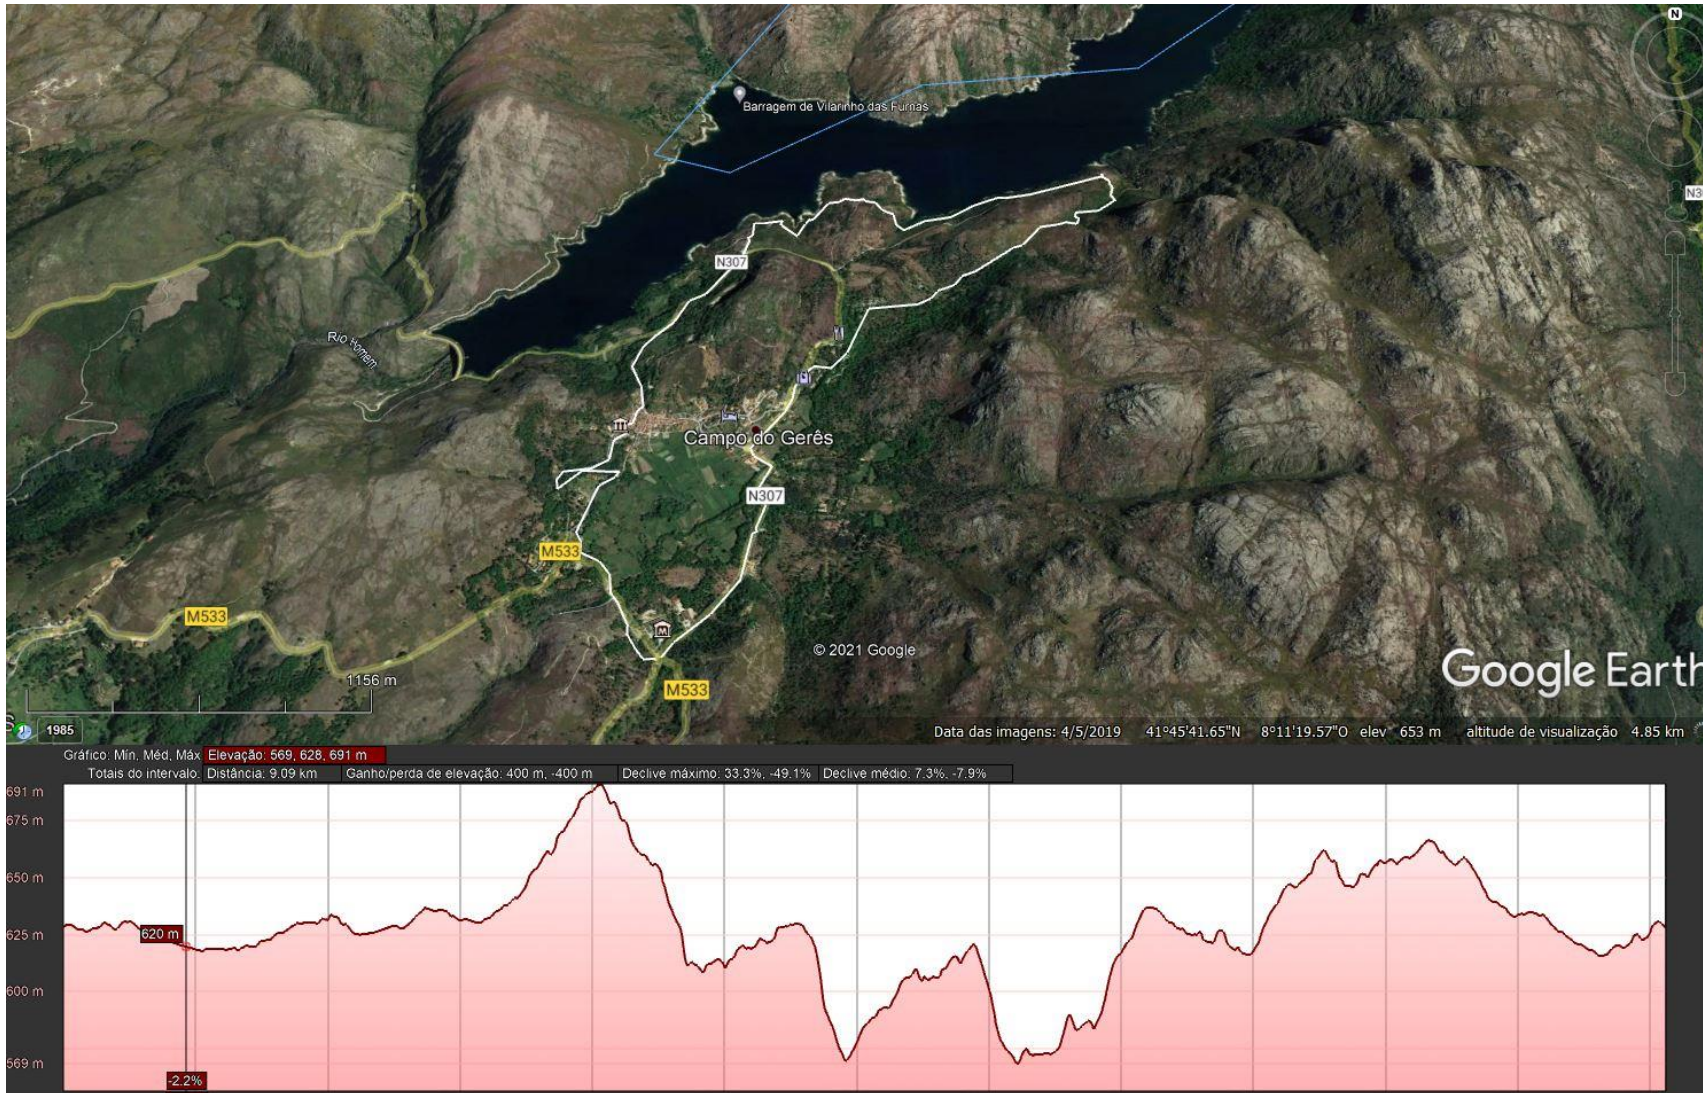 N
Barragem de Vilarinho das Furnas
N3
N307
Rio Homem
Campo do Gerês
N307
M533
M533
© 2021 Google
Google Earth
1156 m
M533
1985
Data das imagens: 4/5/2019 41°45'41.65"N 8°11'19.57"O elev 653 m altitude de visualização 4.85 km
Gráfico: Mín, Méd, Máx Elevação: 569, 628, 691 m
Totais do intervalo: Distância: 9.09 km Ganho/perda de elevação: 400 m, -400 m Declive máximo: 33.3%, -49.1% Declive médio: 7.3%, -7.9%
691 m
675 m
650 m
625 m
620 m
600 m
569 m
-2.2%